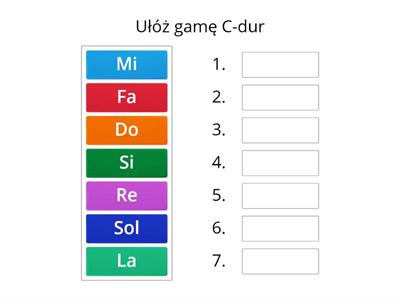 Ułóż gamę C-dur
Mi
Fa
Do
Si
Re
Sol
La
1.
2.
3.
4.
5.
6.
7.